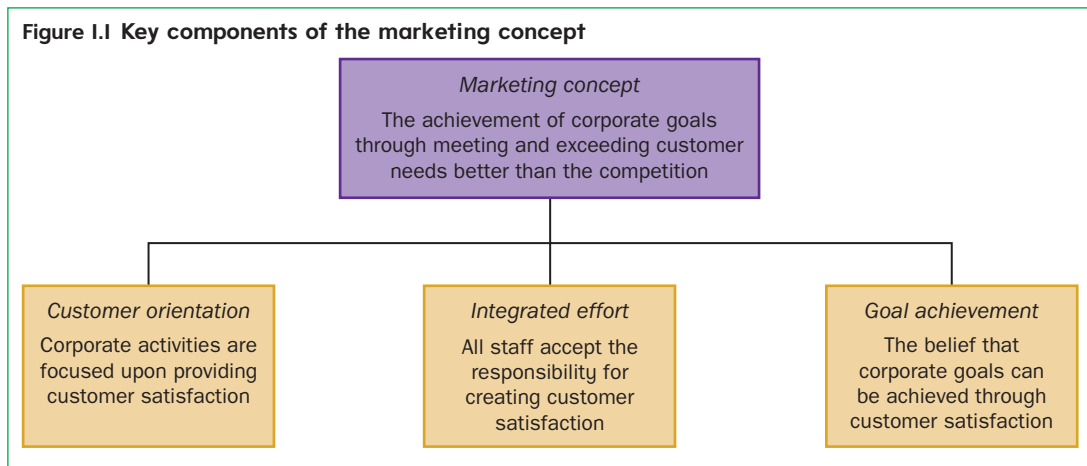 Figure 1.1 Key components of the marketing concept
Marketing concept
The achievement of corporate goals
through meeting and exceeding customer
needs better than the competition
Customer orientation
Corporate activities are
focused upon providing
customer satisfaction
Integrated effort
All staff accept the
responsibility for
creating customer
satisfaction
Goal achievement
The belief that
corporate goals can
be achieved through
customer satisfaction